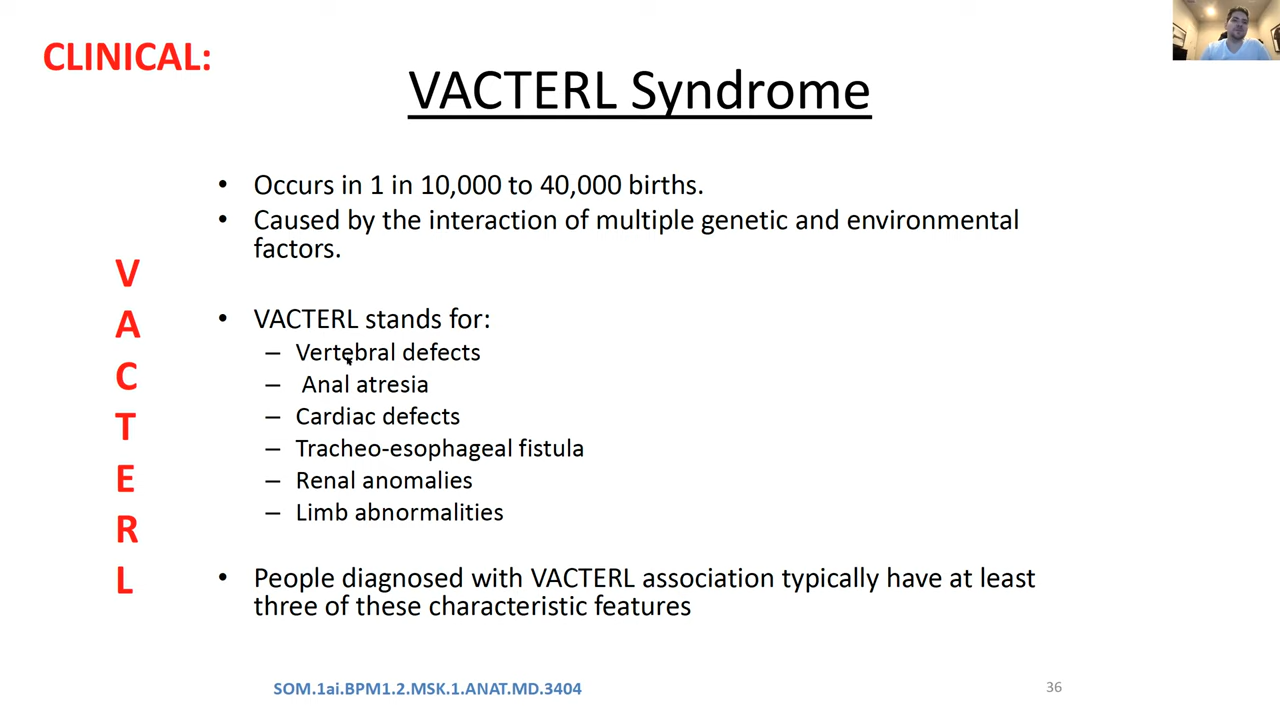 CLINICAL:
VACTERL Syndrome
• Occurs in 1 in 10,000 to 40,000 births.
• Caused by the interaction of multiple genetic and environmental
factors.
V
A
C
T
E
R
L
• VACTERL stands for:
– Vertebral defects
– Anal atresia
– Cardiac defects
– Tracheo-esophageal fistula
– Renal anomalies
– Limb abnormalities
• People diagnosed with VACTERL association typically have at least
three of these characteristic features
SOM.1ai.BPM1.2.MSK.1.ANAT.MD.3404
36